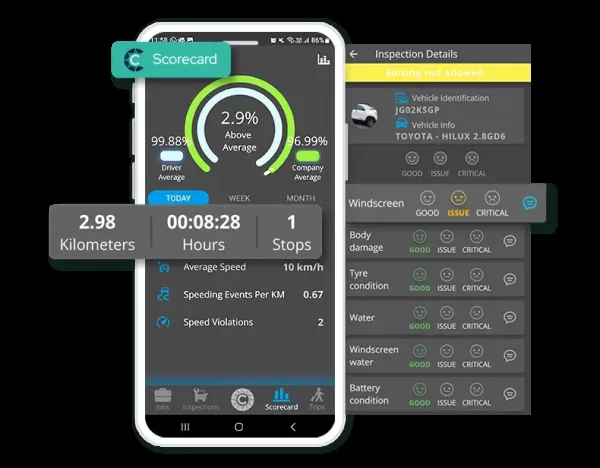 11:58
86%
Scorecard
2.9%
Above
Average
99.88%
96.99%
Driver
Average
Company
Average
TODAY WEEK MONTH
2.98 00:08:28 1
Kilometers Hours Stops
Average Speed 10 km/h
Speeding Events Per KM 0.67
Speed Violations 2
Jobs Inspections Scorecard Trips
Inspection Details
Editing not allowed
Vehicle Identification
JG02KSGP
Vehicle Info
TOYOTA - HILUX 2.8GD6
GOOD ISSUE CRITICAL
Windscreen
GOOD ISSUE CRITICAL
Body
damage
GOOD ISSUE CRITICAL
Tyre
condition
GOOD ISSUE CRITICAL
Water
GOOD ISSUE CRITICAL
Windscreen
water
GOOD ISSUE CRITICAL
Battery
condition
GOOD ISSUE CRITICAL